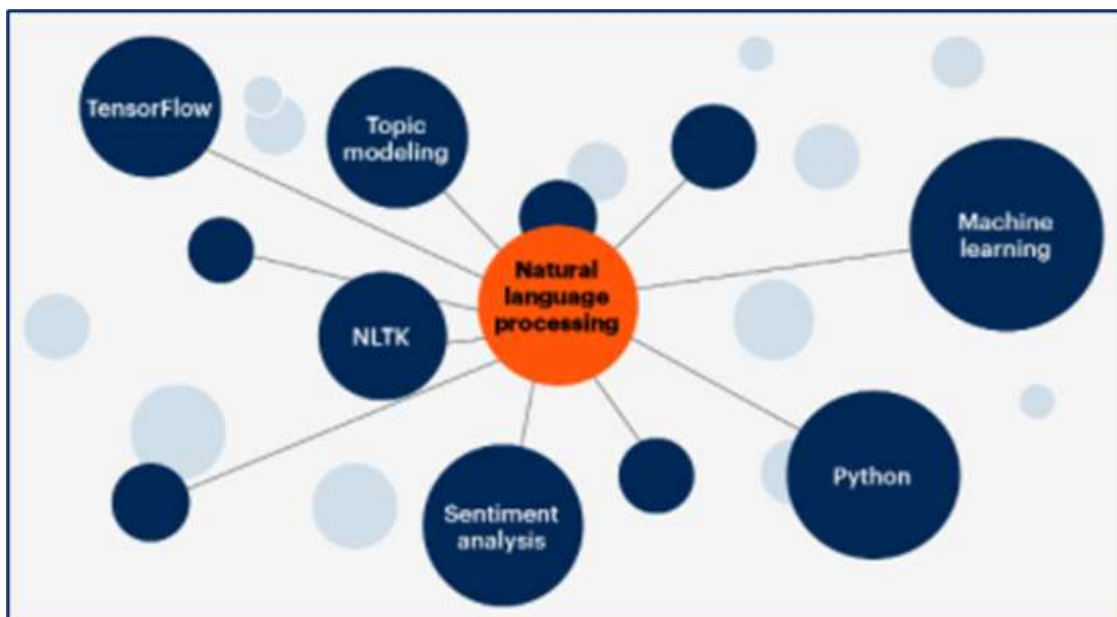 TensorFlow
Topic
modeling
Machine
learning
Natural
language
processing
NLTK
Python
Sentiment
analysis